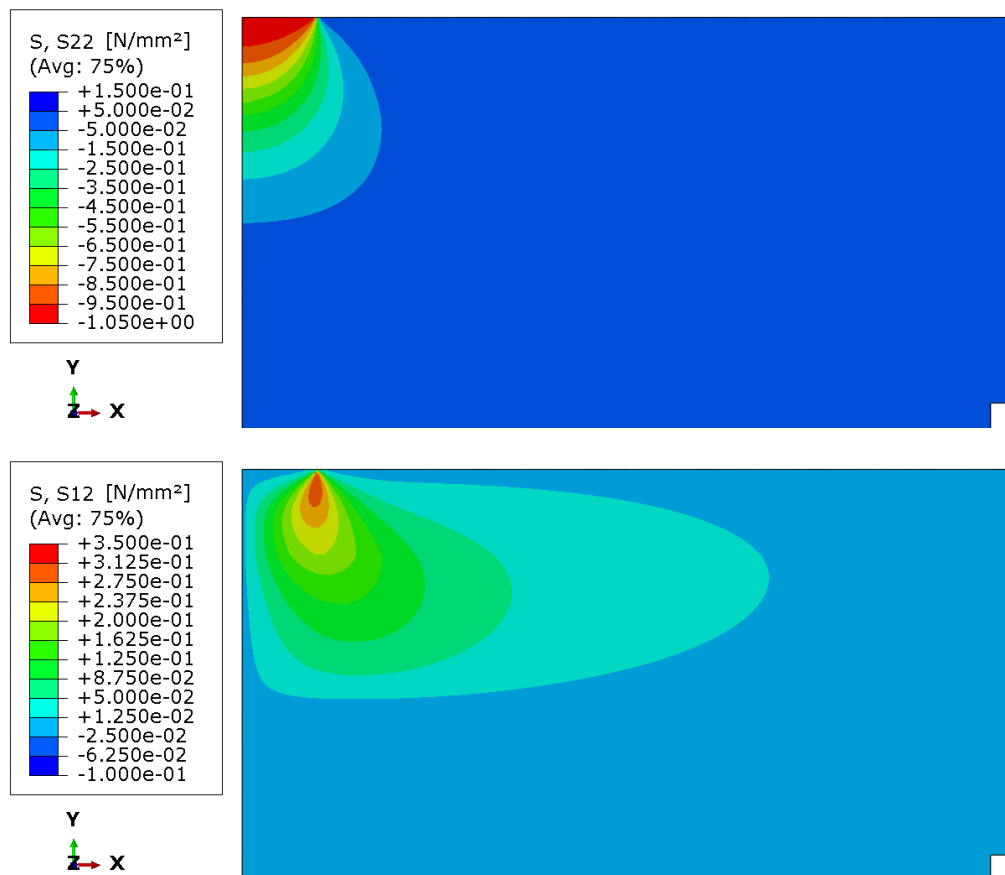 S, S22 [N/mm²]
(Avg: 75%)
+1.500e-01
+5.000e-02
-5.000e-02
-1.500e-01
-2.500e-01
-3.500e-01
-4.500e-01
-5.500e-01
-6.500e-01
-7.500e-01
-8.500e-01
-9.500e-01
-1.050e+00
Y
Z X
S, S12 [N/mm²]
(Avg: 75%)
+3.500e-01
+3.125e-01
+2.750e-01
+2.375e-01
+2.000e-01
+1.625e-01
+1.250e-01
+8.750e-02
+5.000e-02
+1.250e-02
-2.500e-02
-6.250e-02
-1.000e-01
Y
Z X